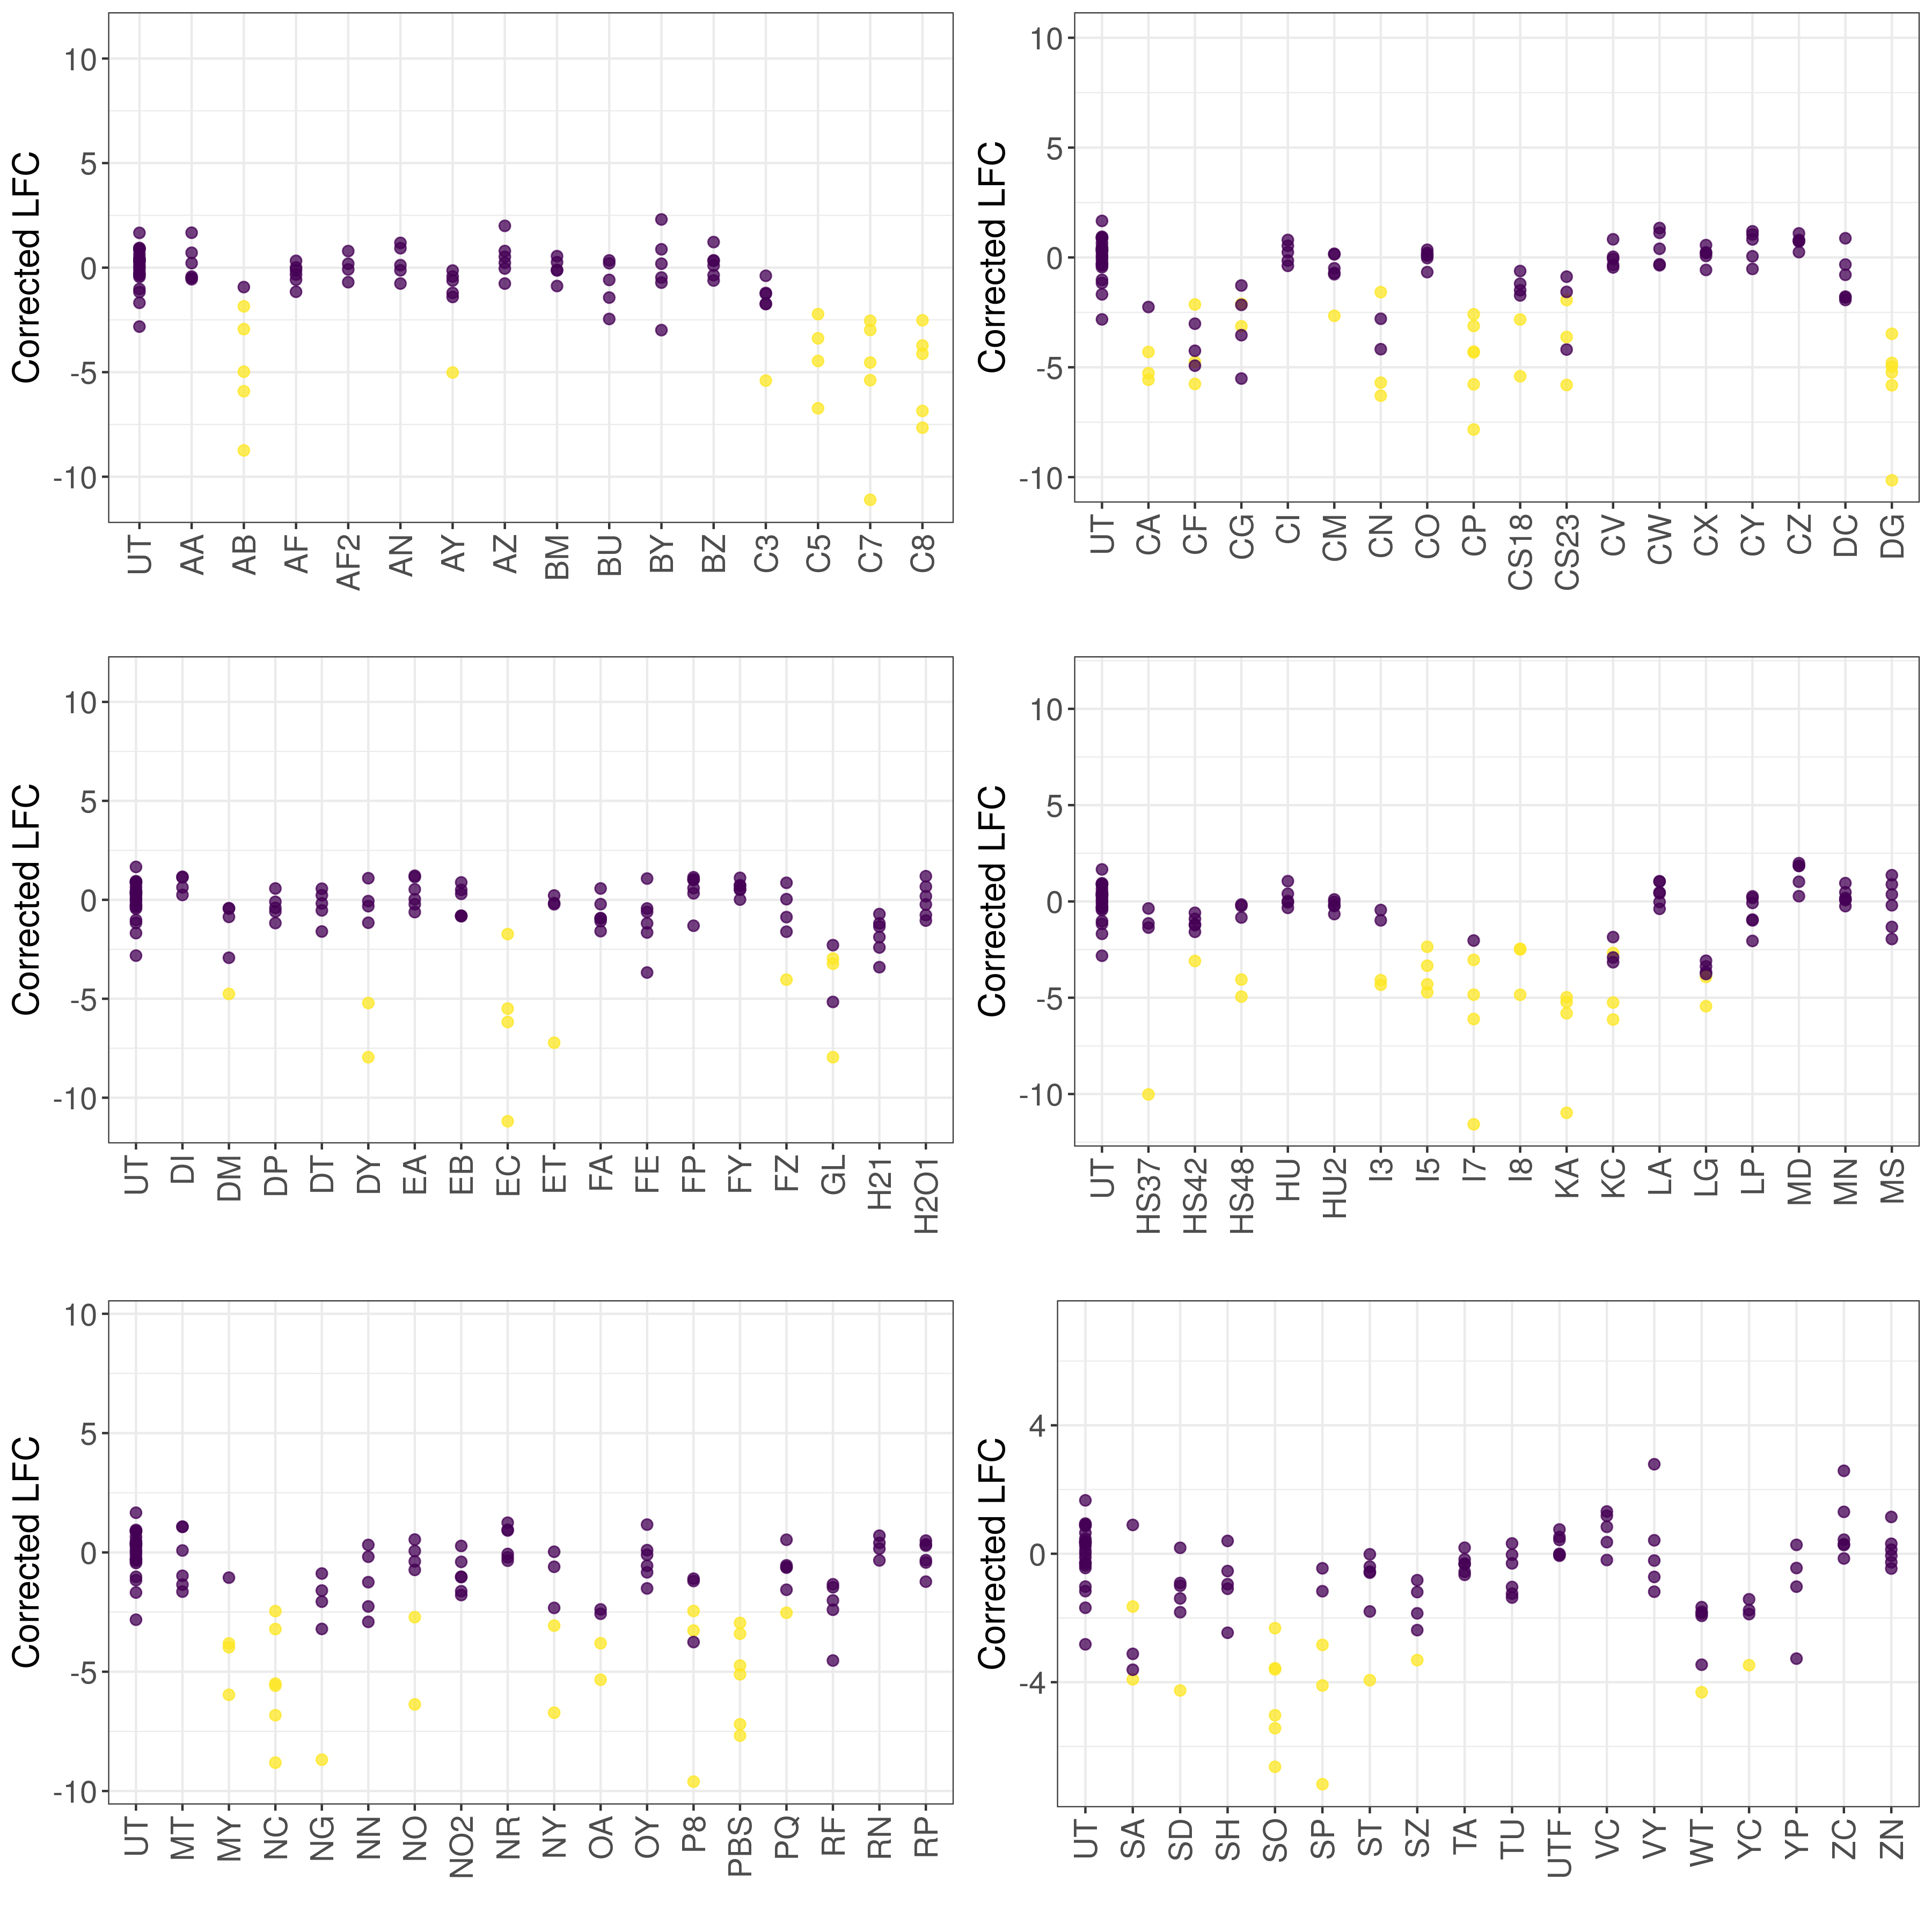 Corrected LFC
10
5
0
-5
-10
UT AA AB AF AF2 AN AY AZ BM BU BY BZ C3 C5 C7 C8
Corrected LFC
10
5
0
-5
-10
UT CA CF CG CI CM CN CO CP CS18 CS23 CV CW CX CY CZ DC DG
Corrected LFC
10
5
0
-5
-10
UT DI DM DP DT DY EA EB EC ET FA FE FP FY FZ GL H21 H2O1
Corrected LFC
10
5
0
-5
-10
UT HS37 HS42 HS48 HU HU2 I3 I5 I7 I8 KA KC LA LG LP MD MN MS
Corrected LFC
10
5
0
-5
-10
UT MT MY NC NG NN NO NO2 NR NY OA OY P8 PBS PQ RF RN RP
Corrected LFC
4
0
-4
UT SA SD SH SO SP ST SZ TA TU UTF VC VY WT YC YP ZC ZN